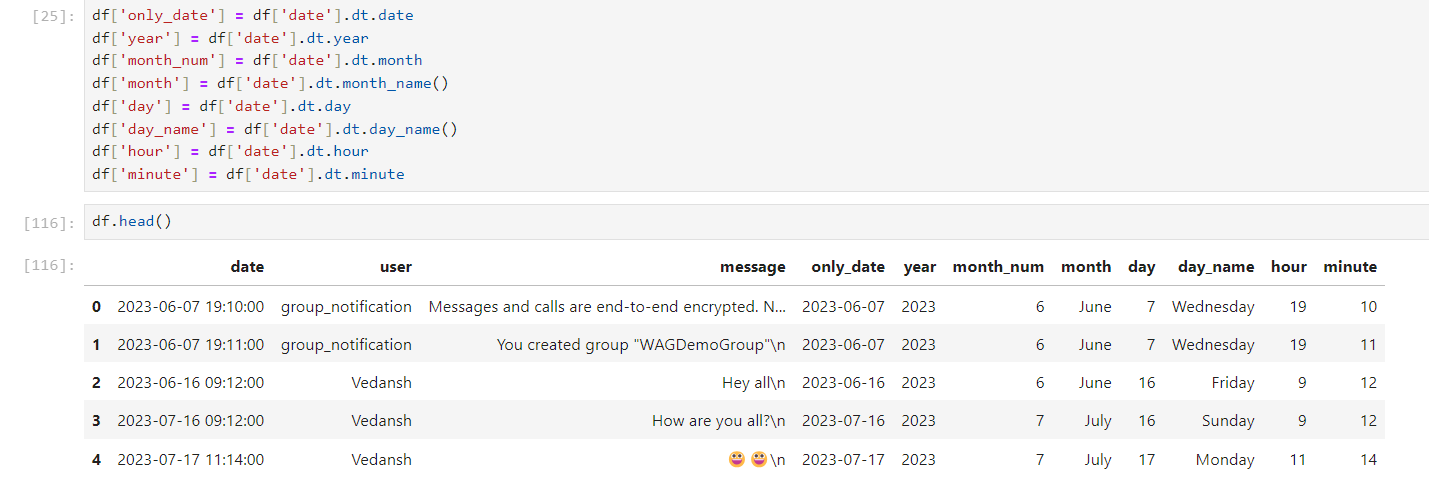 [25]: df['only_date'] = df['date'].dt.date
df['year'] = df['date'].dt.year
df['month_num'] = df['date'].dt.month
df['month'] = df['date'].dt.month_name()
df['day'] = df['date'].dt.day
df['day_name'] = df['date'].dt.day_name()
df['hour'] = df['date'].dt.hour
df['minute'] = df['date'].dt.minute
[116]: df.head()
[116]: date user message only_date year month_num month day day_name hour minute
0 2023-06-07 19:10:00 group_notification Messages and calls are end-to-end encrypted. N... 2023-06-07 2023 6 June 7 Wednesday 19 10
1 2023-06-07 19:11:00 group_notification You created group "WAGDemoGroup"\n 2023-06-07 2023 6 June 7 Wednesday 19 11
2 2023-06-16 09:12:00 Vedansh Hey all\n 2023-06-16 2023 6 June 16 Friday 9 12
3 2023-07-16 09:12:00 Vedansh How are you all?\n 2023-07-16 2023 7 July 16 Sunday 9 12
4 2023-07-17 11:14:00 Vedansh 😀 😀\n 2023-07-17 2023 7 July 17 Monday 11 14